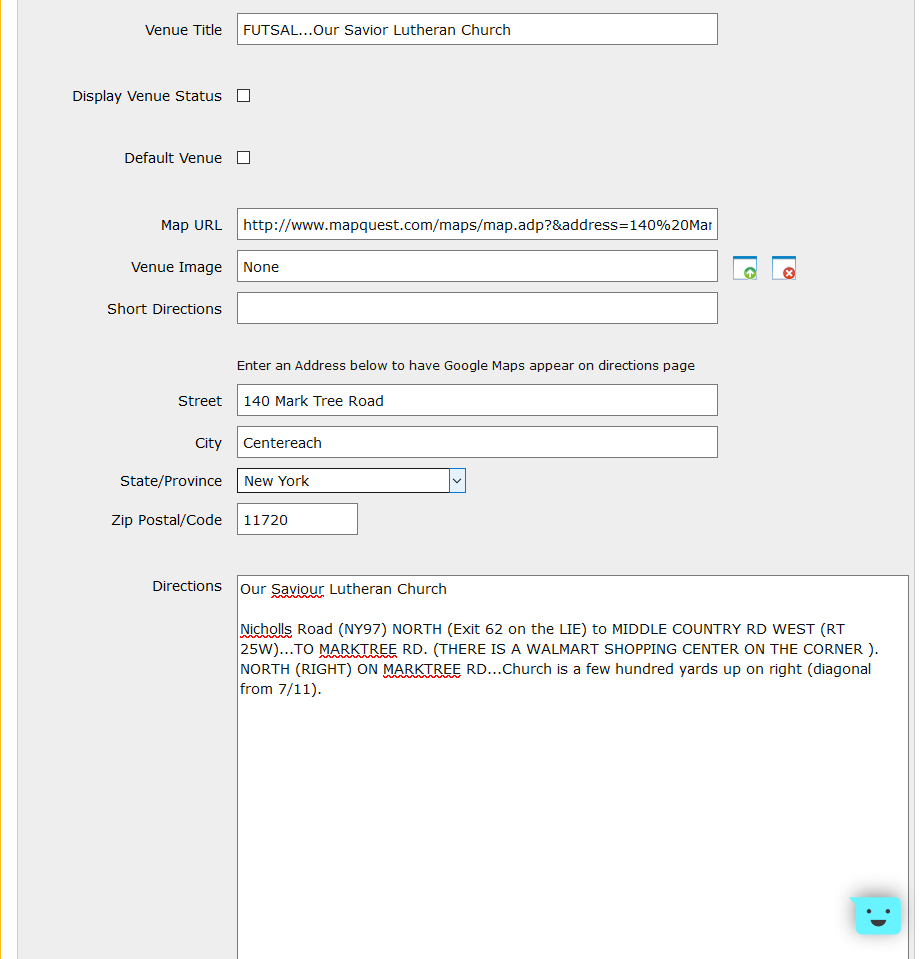 Venue Title FUTSAL...Our Savior Lutheran Church
Display Venue Status
Default Venue
Map URL http://www.mapquest.com/maps/map.adp?&address=140%20Mar
Venue Image None
Short Directions
Enter an Address below to have Google Maps appear on directions page
Street 140 Mark Tree Road
City Centereach
State/Province New York
Zip Postal/Code 11720
Directions Our Saviour Lutheran Church
Nicholls Road (NY97) NORTH (Exit 62 on the LIE) to MIDDLE COUNTRY RD WEST (RT
25W)...TO MARKTREE RD. (THERE IS A WALMART SHOPPING CENTER ON THE CORNER ).
NORTH (RIGHT) ON MARKTREE RD...Church is a few hundred yards up on right (diagonal
from 7/11).